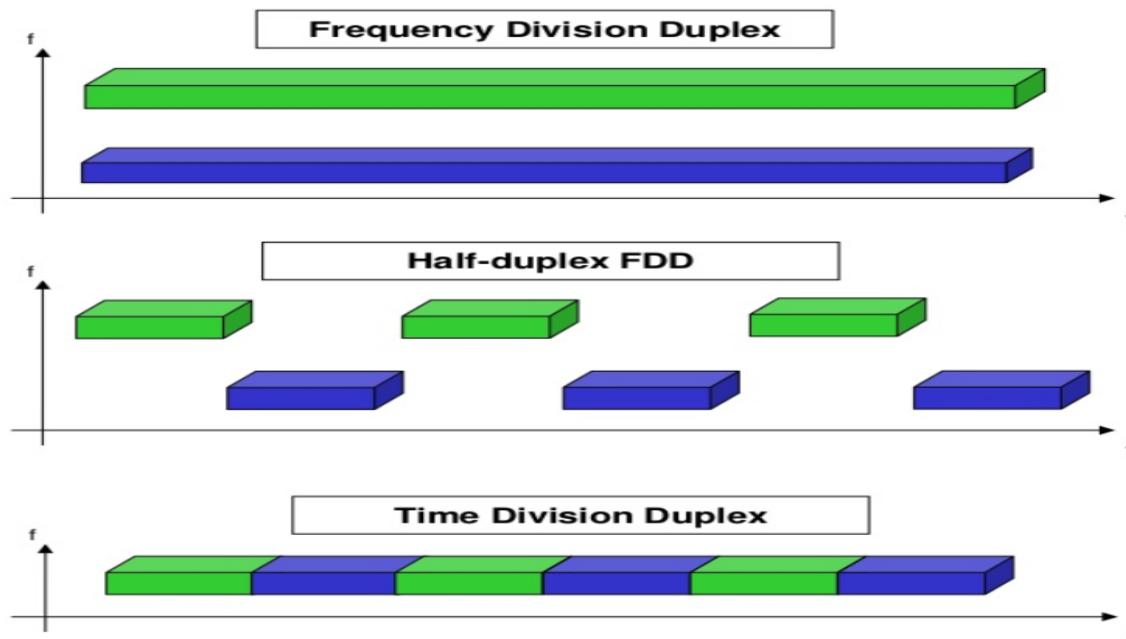 Frequency Division Duplex
f
Half-duplex FDD
f
Time Division Duplex
f